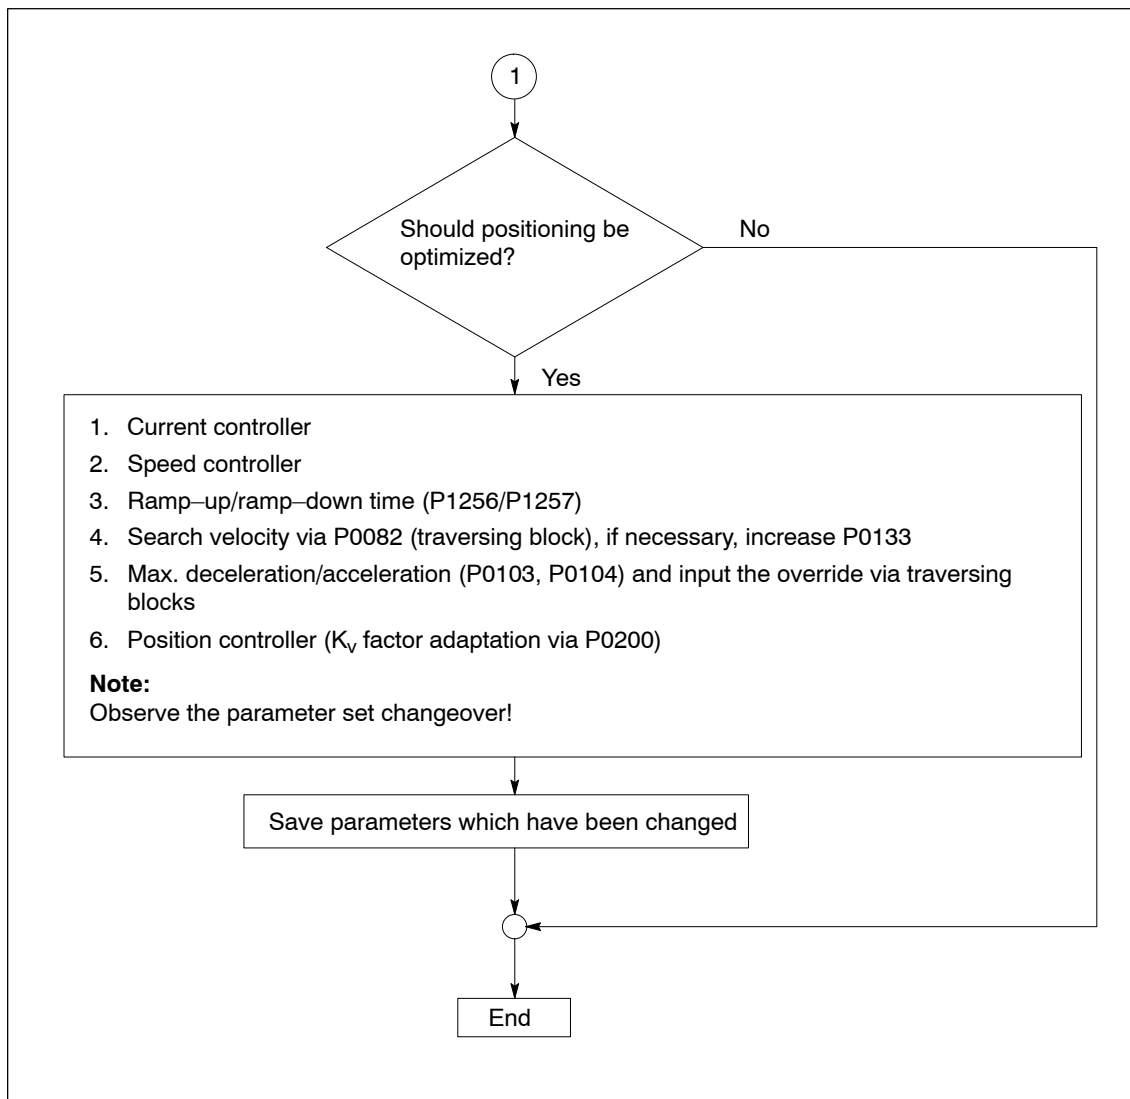 1
Should positioning be
optimized?
No
Yes
1. Current controller
2. Speed controller
3. Ramp–up/ramp–down time (P1256/P1257)
4. Search velocity via P0082 (traversing block), if necessary, increase P0133
5. Max. deceleration/acceleration (P0103, P0104) and input the override via traversing
blocks
6. Position controller (Kv factor adaptation via P0200)
Note:
Observe the parameter set changeover!
Save parameters which have been changed
End